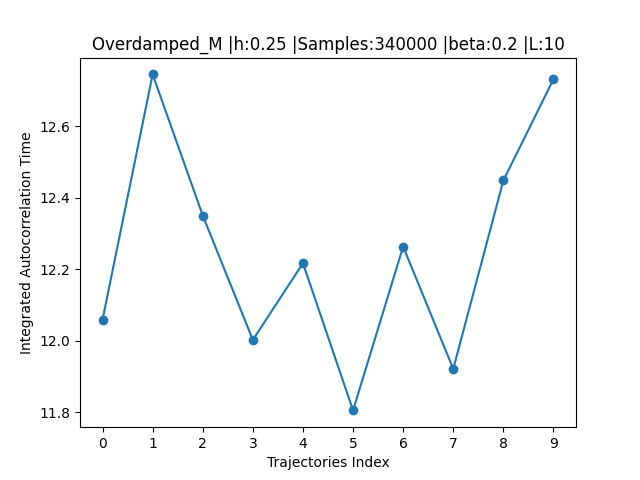 Overdamped_M |h:0.25 |Samples:340000 |beta:0.2 |L:10
Integrated Autocorrelation Time
12.6
12.4
12.2
12.0
11.8
0 1 2 3 4 5 6 7 8 9
Trajectories Index